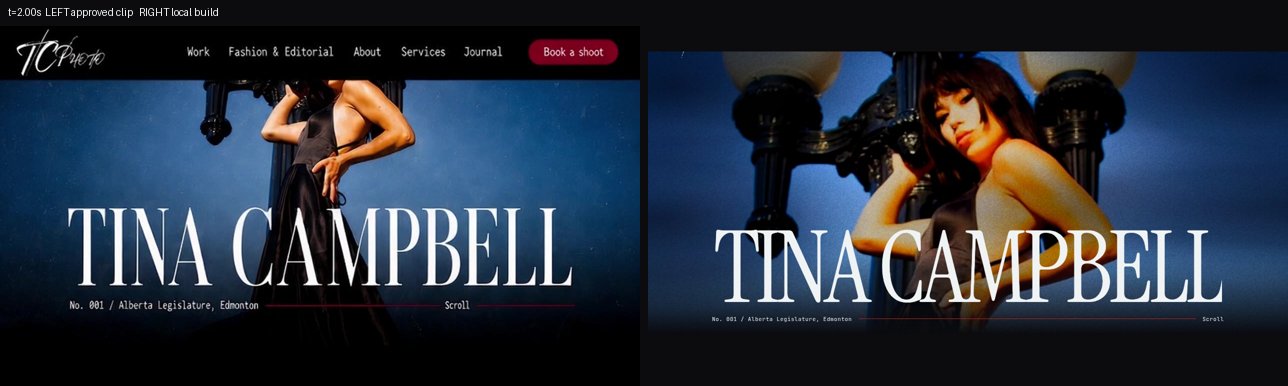 t=2.00s LEFT approved clip RIGHT local build
TCPhoto
Work Fashion & Editorial About Services Journal Book a shoot
TINA CAMPBELL
No. 001 / Alberta Legislature, Edmonton Scroll
TINA CAMPBELL
No. 001 / Alberta Legislature, Edmonton Scroll